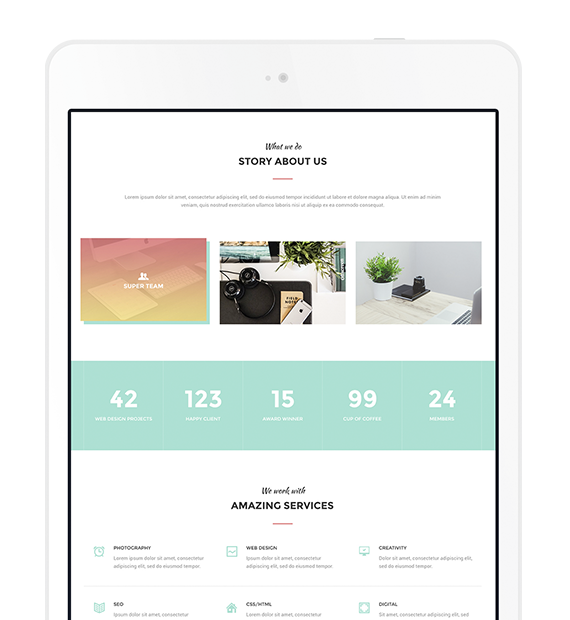 What we do
STORY ABOUT US
Lorem ipsum dolor sit amet, consectetur adipiscing elit, sed do eiusmod tempor incididunt ut labore et dolore magna aliqua. Ut enim ad minim
veniam, quis nostrud exercitation ullamco laboris nisi ut aliquip ex ea commodo consequat.
SUPER TEAM
FIELD NOTES
42 123 15 99 24
WEB DESIGN PROJECTS HAPPY CLIENT AWARD WINNER CUP OF COFFEE MEMBERS
We work with
AMAZING SERVICES
PHOTOGRAPHY WEB DESIGN CREATIVITY
Lorem ipsum dolor sit amet, consectetur Lorem ipsum dolor sit amet, consectetur Dolor sit amet, consectetur adipiscing
adipiscing elit, sed do eiusmod tempor. adipiscing elit, sed do eiusmod tempor. elit, sed do eiusmod tempor.
SEO CSS/HTML DIGITAL
Lorem dolor sit amet, consectetur Lorem ipsum dolor sit amet, Sit amet, consectetur adipiscing elit, sed